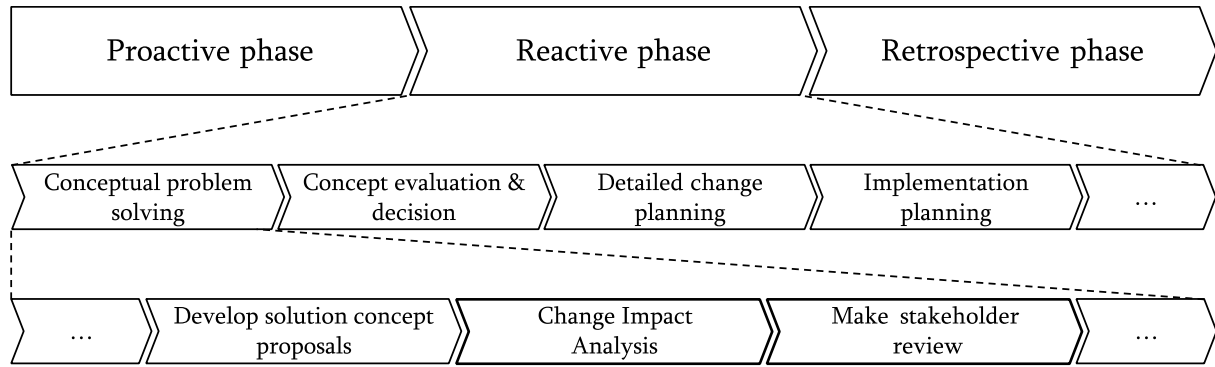 Proactive phase
Reactive phase
Retrospective phase
Conceptual problem
solving
Concept evaluation &
decision
Detailed change
planning
Implementation
planning
…
…
Develop solution concept
proposals
Change Impact
Analysis
Make stakeholder
review
…